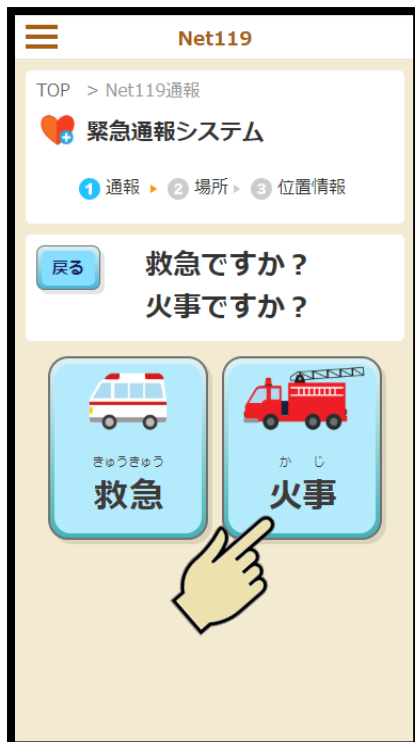 Net119
TOP > Net119通報
緊急通報システム
1 通報 ▶ 2 場所 ▶ 3 位置情報
戻る
救急ですか？
火事ですか？
きゅうきゅう
救急
かじ
火事